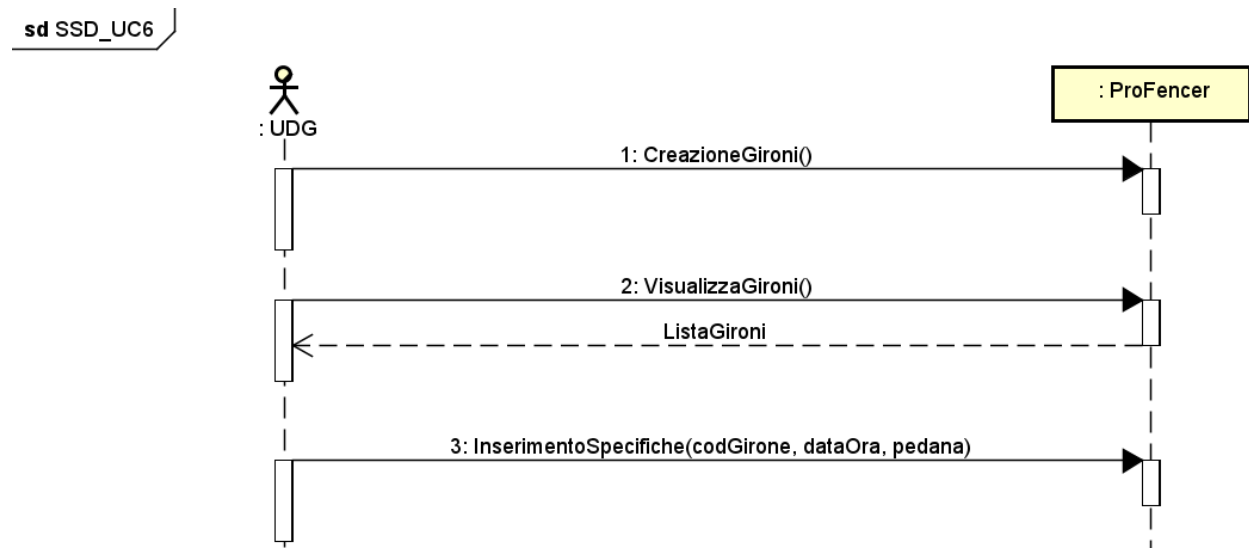 sd SSD_UC6
: UDG
: ProFencer
1: CreazioneGironi()
2: VisualizzaGironi()
ListaGironi
3: InserimentoSpecifiche(codGirone, dataOra, pedana)